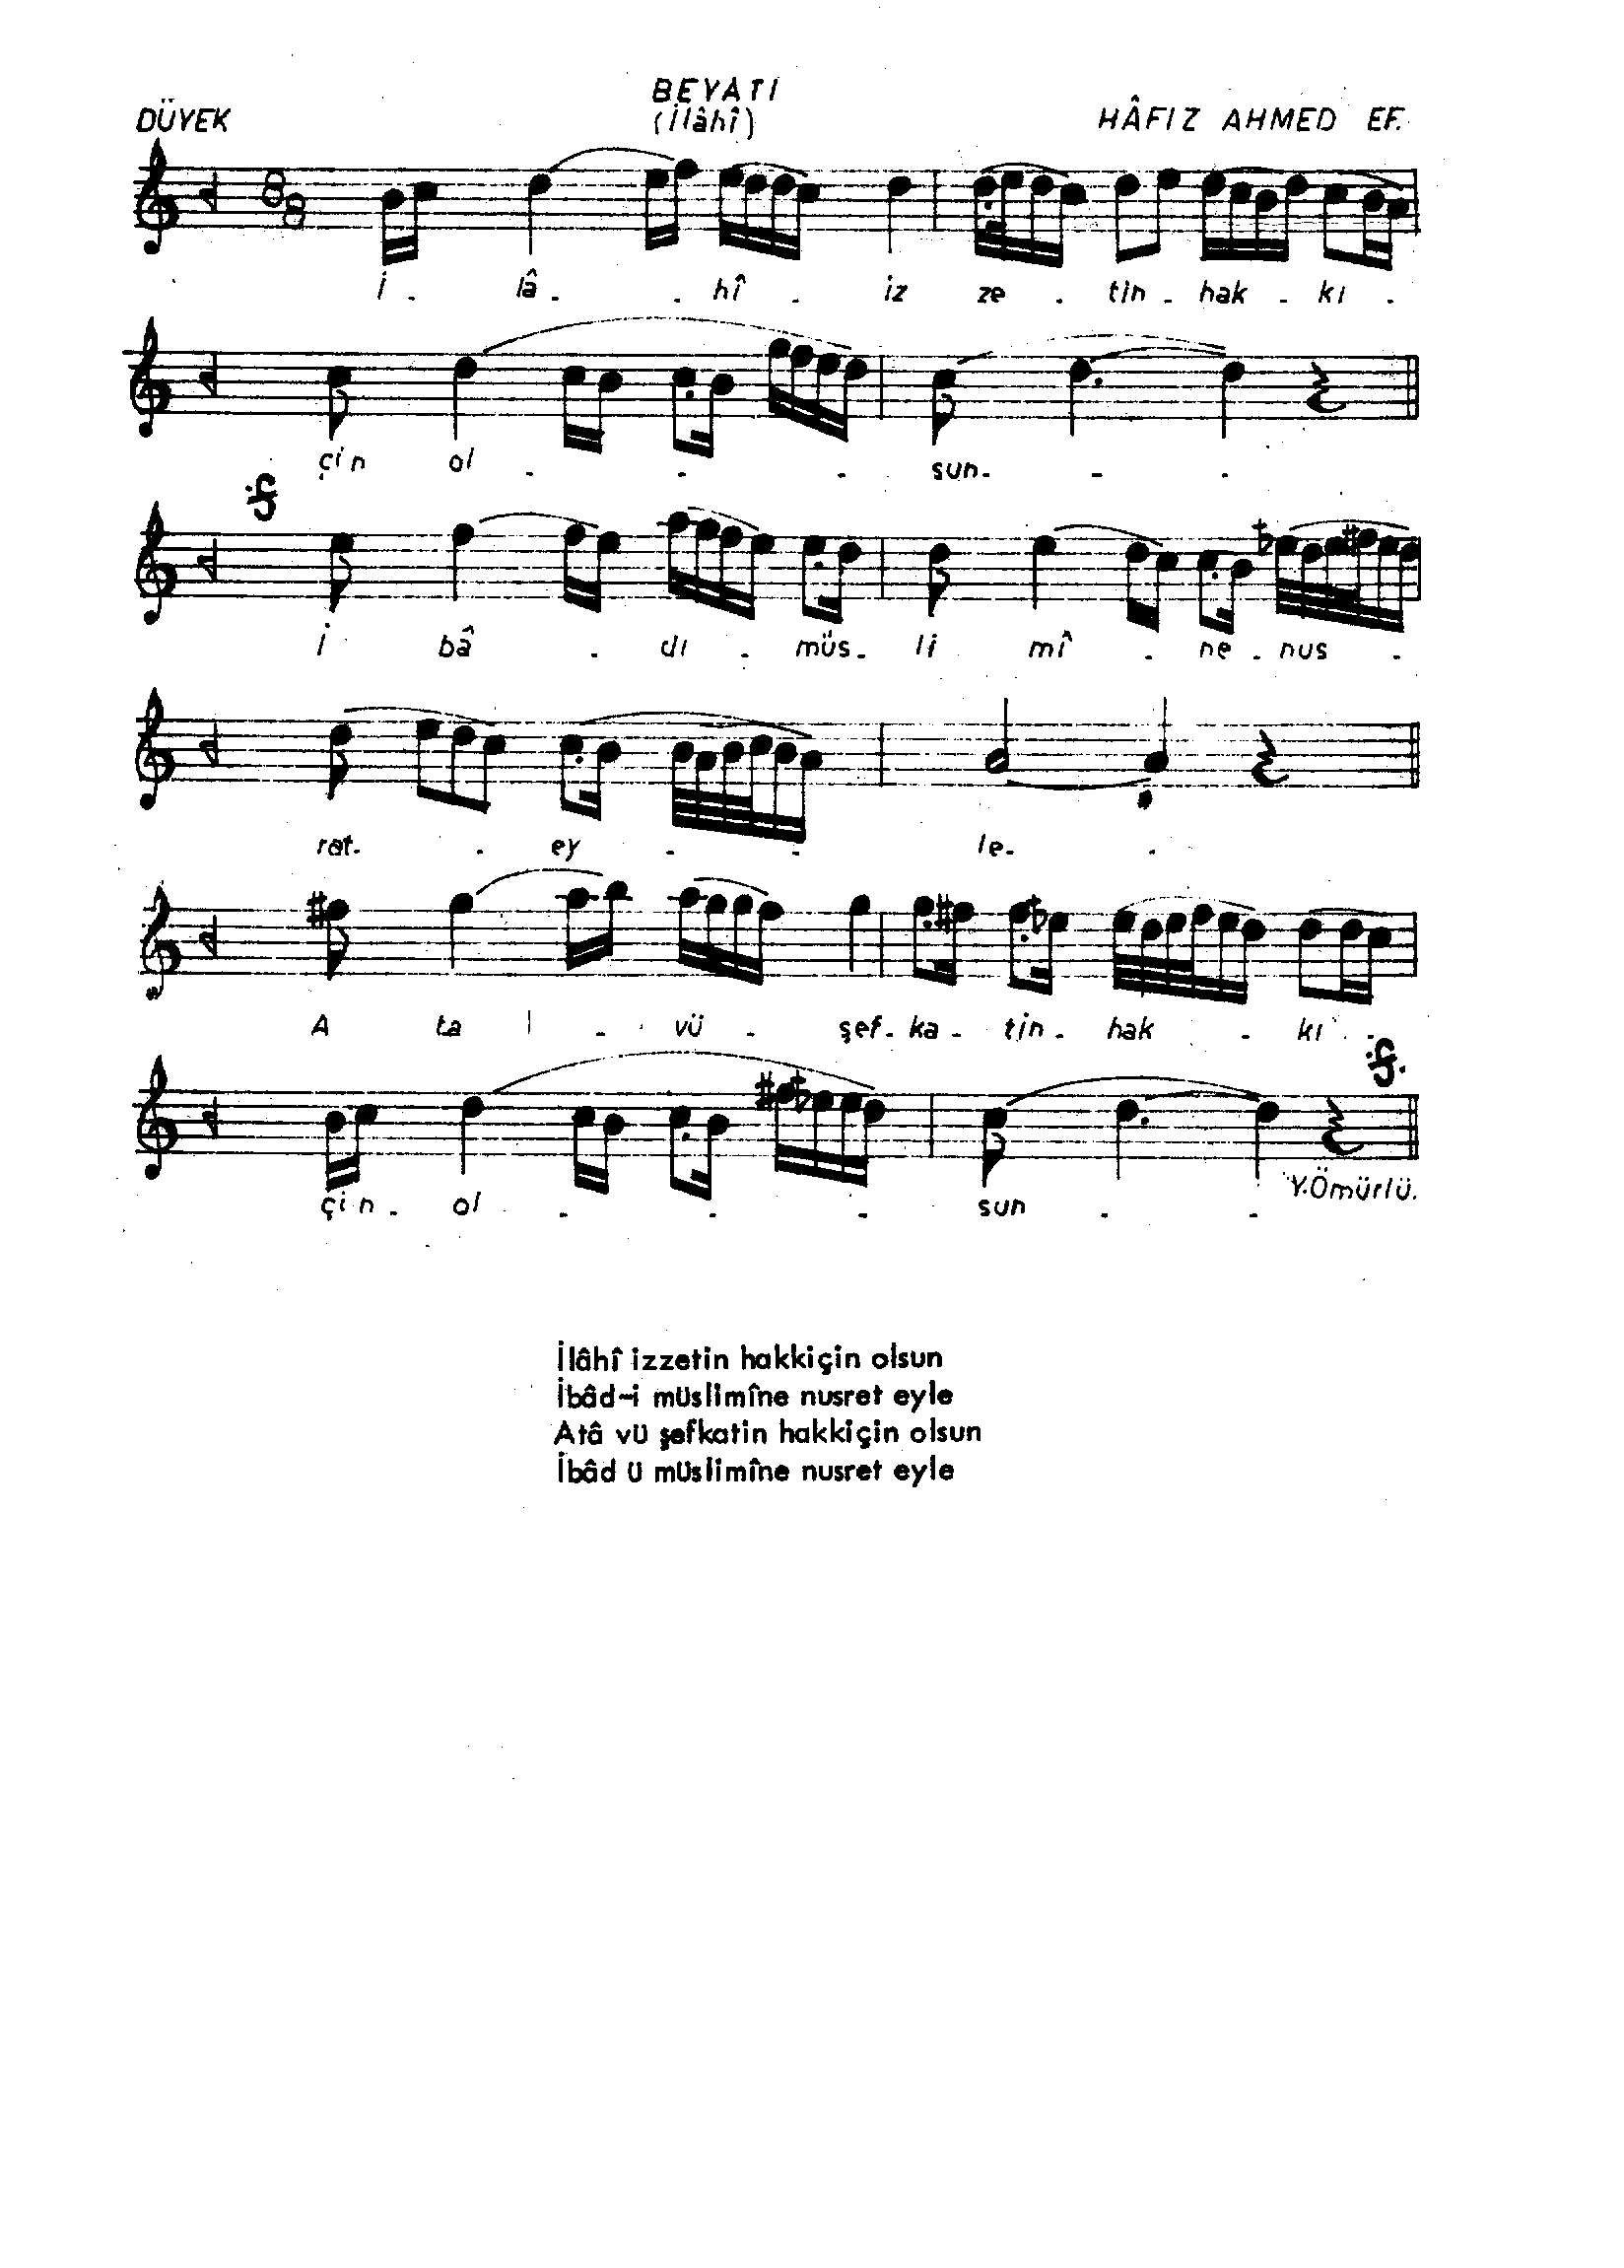 BEYATI
DÜYEK (İlâhî) HÂFIZ AHMED EF.
İ - lâ - - hî - iz ze - tin - hak - kı -
çin ol - - - sun - - -
İ bâ - dı - müs - li mî - ne - nus -
rat - - ey - - le - -
A ta l - vü - şef - ka - tin - hak - kı -
çin - ol - - - sun - -
Y.Ömürlü.
İlâhî izzetin hakkiçin olsun
İbâd-i müslimîne nusret eyle
Atâ vü şefkatin hakkiçin olsun
İbâd ü müslimîne nusret eyle